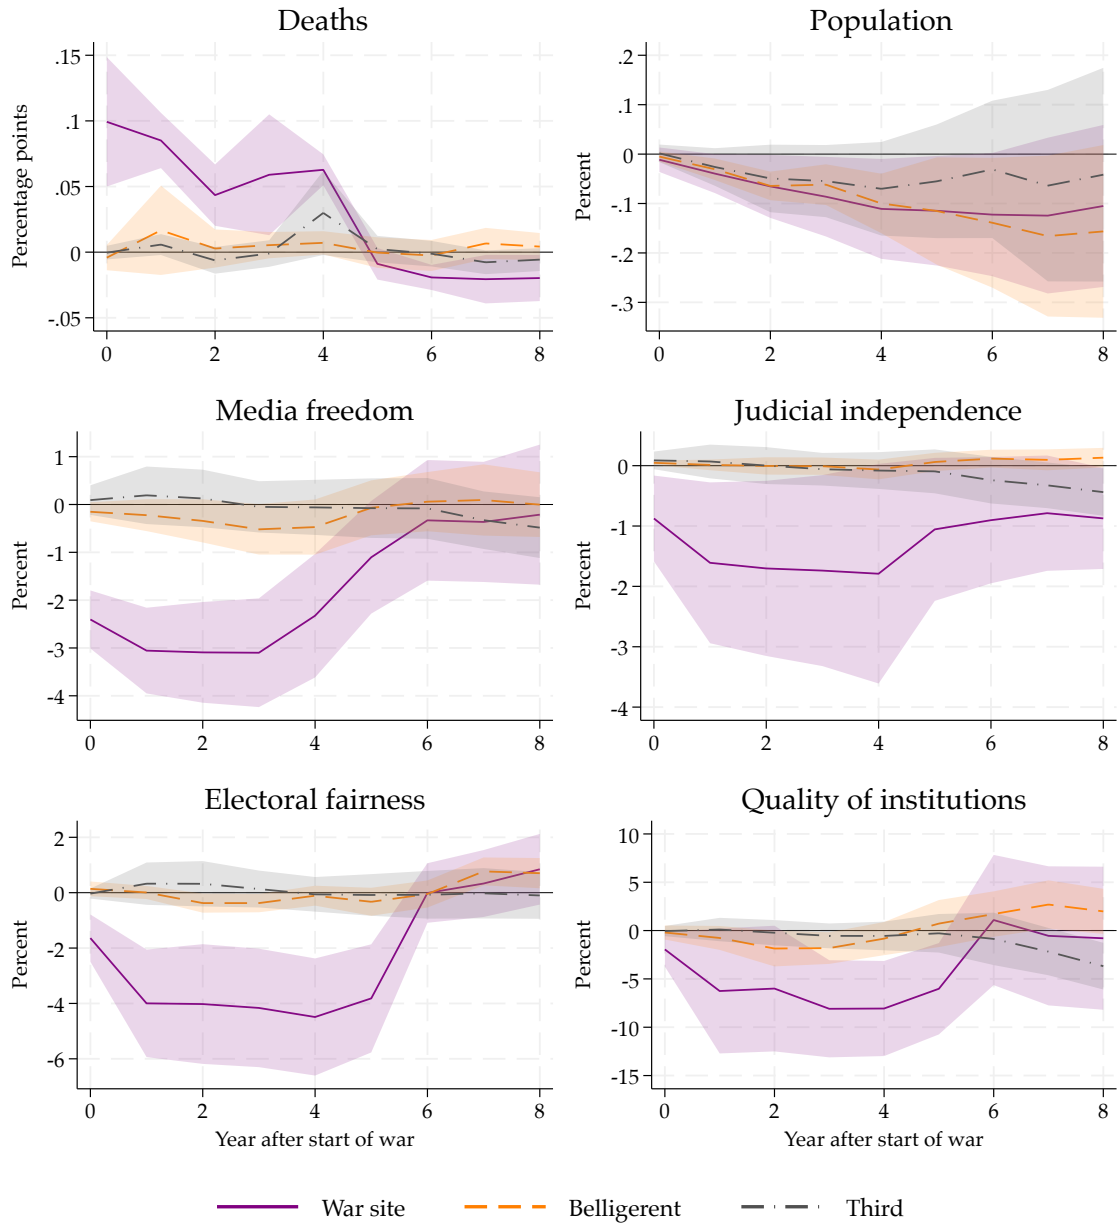 Deaths
Percentage points
.15
.1
.05
0
-.05
0 2 4 6 8
Population
Percent
.2
.1
0
-.1
-.2
-.3
0 2 4 6 8
Media freedom
Percent
1
0
-1
-2
-3
-4
0 2 4 6 8
Judicial independence
Percent
0
-1
-2
-3
-4
0 2 4 6 8
Electoral fairness
Percent
2
0
-2
-4
-6
0 2 4 6 8
Year after start of war
Quality of institutions
Percent
10
5
0
-5
-10
-15
0 2 4 6 8
Year after start of war
War site Belligerent Third